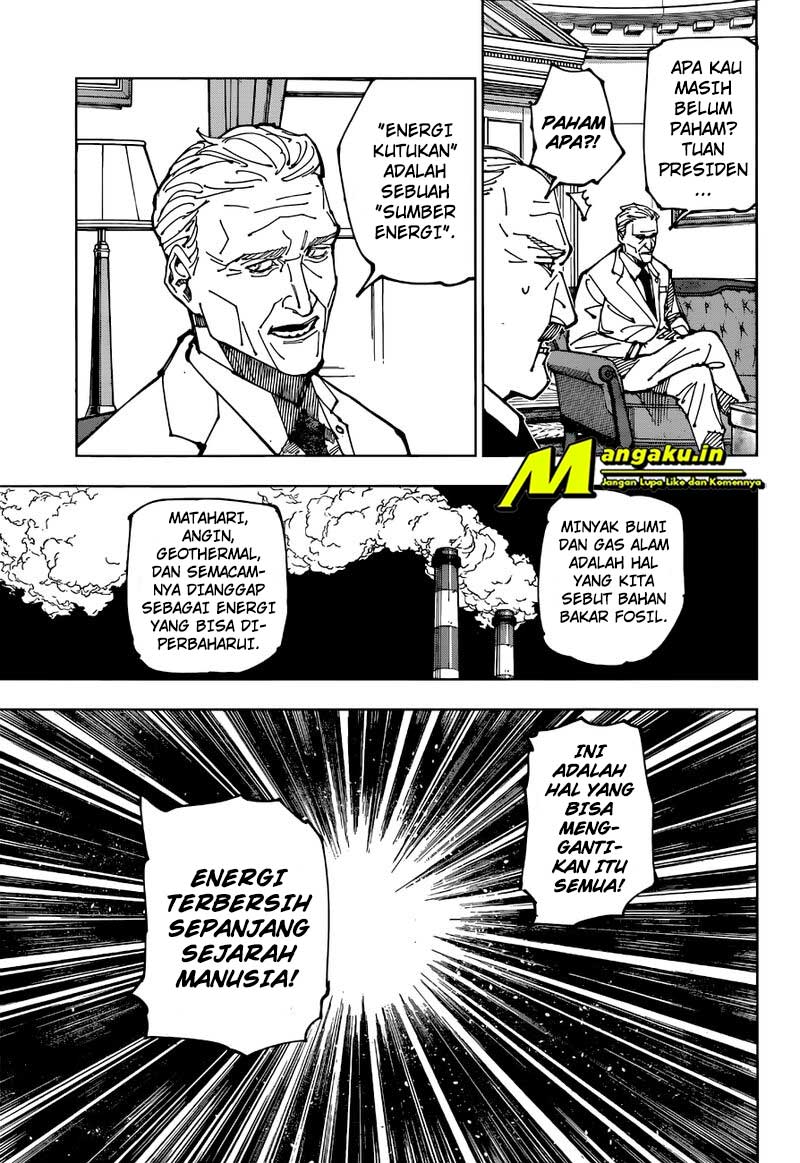 APA KAU
MASIH
BELUM
PAHAM?
TUAN
PRESIDEN
...
PAHAM
APA?!
"ENERGI
KUTUKAN"
ADALAH
SEBUAH
"SUMBER
ENERGI".
Mangaku.in
Jangan Lupa Like dan Komennya
MINYAK BUMI
DAN GAS ALAM
ADALAH HAL
YANG KITA
SEBUT BAHAN
BAKAR FOSIL.
MATAHARI,
ANGIN,
GEOTHERMAL,
DAN SEMACAM-
NYA DIANGGAP
SEBAGAI ENERGI
YANG BISA DI-
PERBAHARUI.
INI
ADALAH
HAL YANG
BISA
MENG-
GANTI-
KAN ITU
SEMUA!
ENERGI
TERBERSIH
SEPANJANG
SEJARAH
MANUSIA!